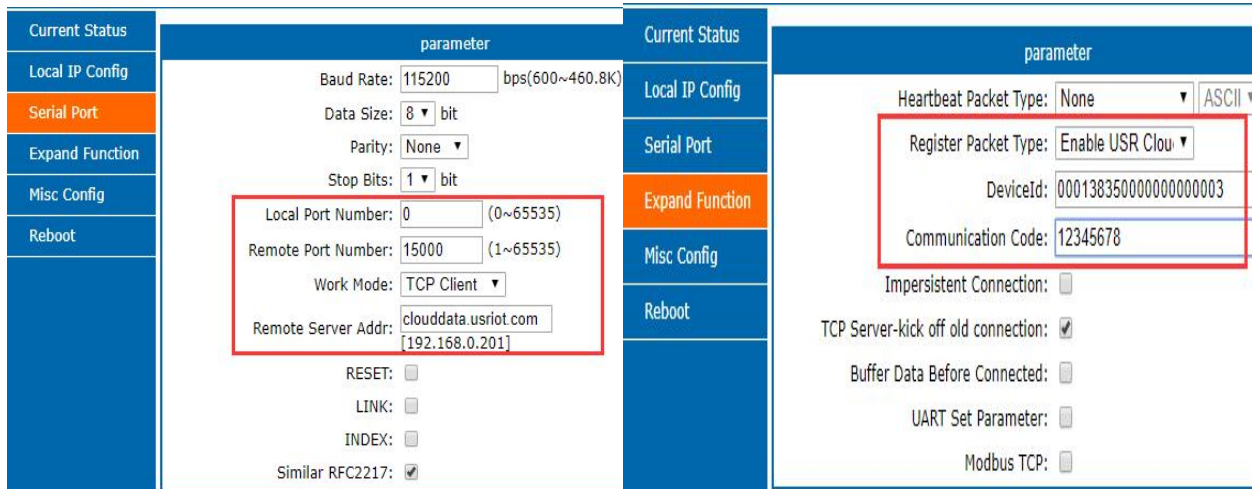 Current Status
Local IP Config
Serial Port
Expand Function
Misc Config
Reboot
parameter
Baud Rate: 115200 bps(600~460.8K)
Data Size: 8 bit
Parity: None
Stop Bits: 1 bit
Local Port Number: 0 (0~65535)
Remote Port Number: 15000 (1~65535)
Work Mode: TCP Client
Remote Server Addr: clouddata.usriot.com
[192.168.0.201]
RESET:
LINK:
INDEX:
Similar RFC2217:
Current Status
Local IP Config
Serial Port
Expand Function
Misc Config
Reboot
parameter
Heartbeat Packet Type: None ASCII
Register Packet Type: Enable USR Clou
DeviceId: 00013835000000000003
Communication Code: 12345678
Impersistent Connection:
TCP Server-kick off old connection:
Buffer Data Before Connected:
UART Set Parameter:
Modbus TCP: